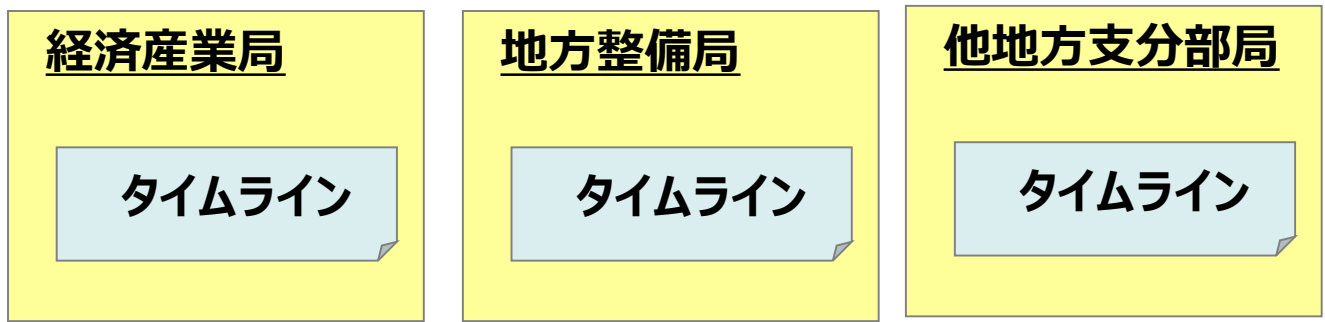 経済産業局
タイムライン
地方整備局
タイムライン
他地方支分部局
タイムライン